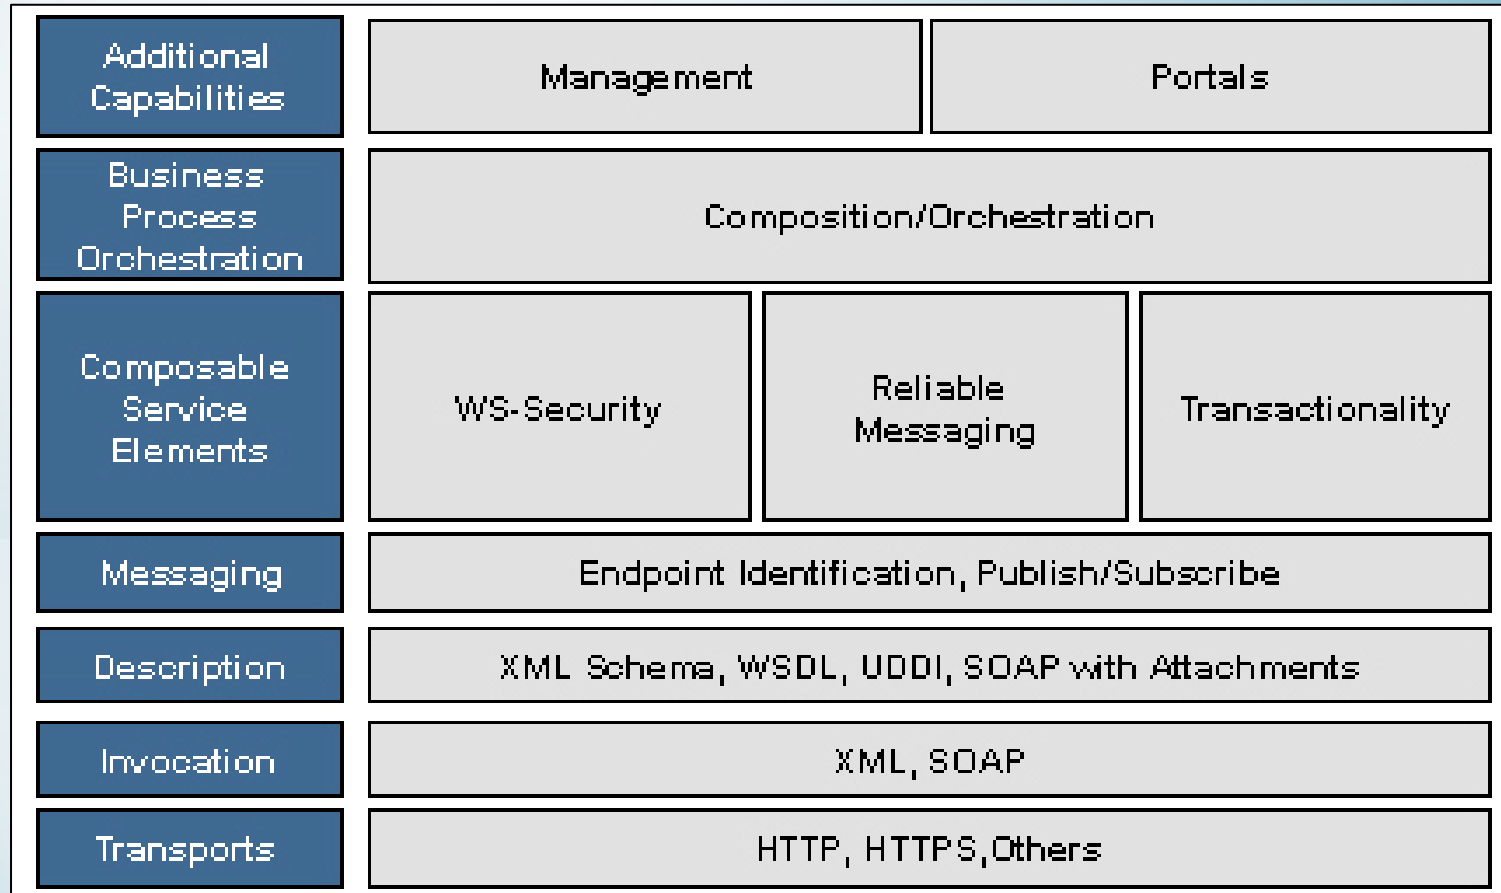 Additional
Capabilities
Management
Portals
Business
Process
Orchestration
Composition/Orchestration
Composable
Service
Elements
WS-Security
Reliable
Messaging
Transactionality
Messaging
Endpoint Identification, Publish/Subscribe
Description
XML Schema, WSDL, UDDI, SOAP with Attachments
Invocation
XML, SOAP
Transports
HTTP, HTTPS,Others